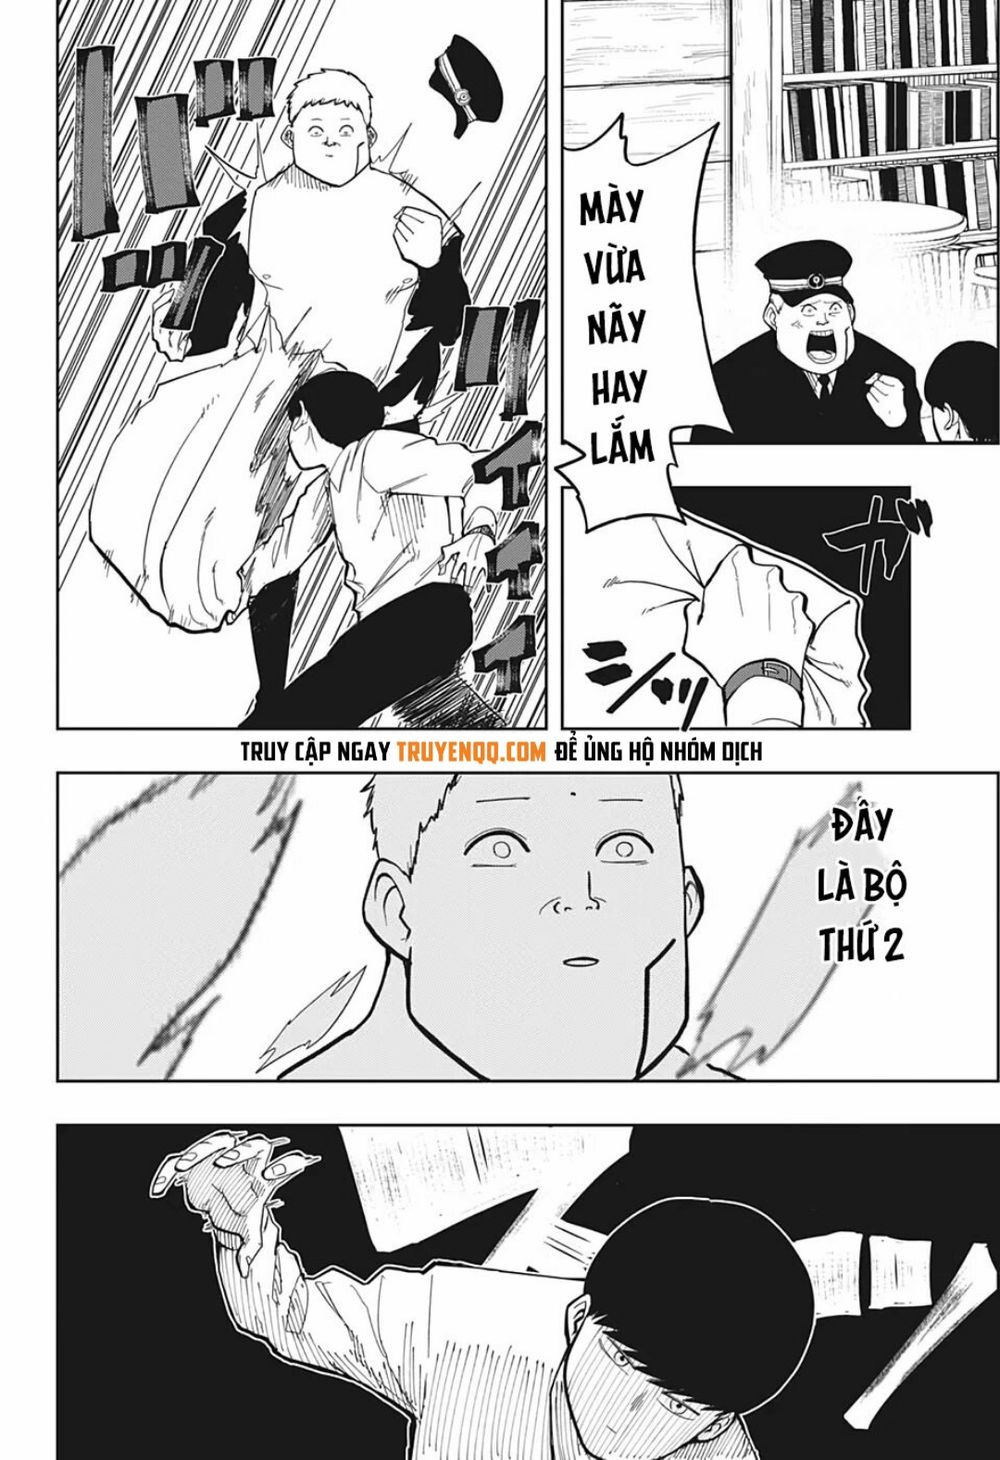 MÀY
VỪA
NÃY
HAY
LẮM
TRUY CẬP NGAY TRUYENQQ.COM ĐỂ ỦNG HỘ NHÓM DỊCH
ĐẤY
LÀ BỘ
THỨ 2